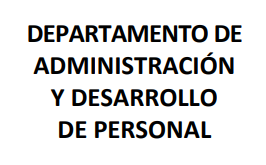 DEPARTAMENTO DE
ADMINISTRACIÓN
Y DESARROLLO
DE PERSONAL